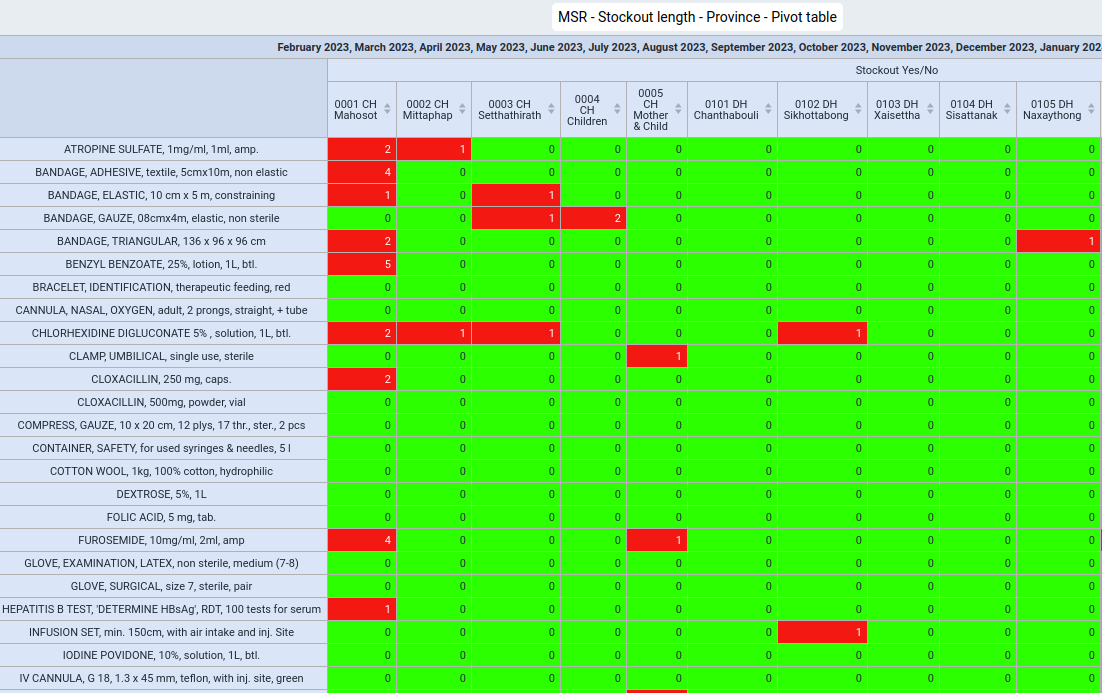 MSR - Stockout length - Province - Pivot table
February 2023, March 2023, April 2023, May 2023, June 2023, July 2023, August 2023, September 2023, October 2023, November 2023, December 2023, January 202
Stockout Yes/No
0001 CH Mahosot 0002 CH Mittaphap 0003 CH Setthathirath 0004 CH Children 0005 CH Mother & Child 0101 DH Chanthabouli 0102 DH Sikhottabong 0103 DH Xaisettha 0104 DH Sisattanak 0105 DH Naxaythong
ATROPINE SULFATE, 1mg/ml, 1ml, amp. 2 1 0 0 0 0 0 0 0 0
BANDAGE, ADHESIVE, textile, 5cmx10m, non elastic 4 0 0 0 0 0 0 0 0 0
BANDAGE, ELASTIC, 10 cm x 5 m, constraining 1 0 1 0 0 0 0 0 0 0
BANDAGE, GAUZE, 08cmx4m, elastic, non sterile 0 0 1 2 0 0 0 0 0 0
BANDAGE, TRIANGULAR, 136 x 96 x 96 cm 2 0 0 0 0 0 0 0 0 1
BENZYL BENZOATE, 25%, lotion, 1L, btl. 5 0 0 0 0 0 0 0 0 0
BRACELET, IDENTIFICATION, therapeutic feeding, red 0 0 0 0 0 0 0 0 0 0
CANNULA, NASAL, OXYGEN, adult, 2 prongs, straight, + tube 0 0 0 0 0 0 0 0 0 0
CHLORHEXIDINE DIGLUCONATE 5% , solution, 1L, btl. 2 1 1 0 0 0 1 0 0 0
CLAMP, UMBILICAL, single use, sterile 0 0 0 0 1 0 0 0 0 0
CLOXACILLIN, 250 mg, caps. 2 0 0 0 0 0 0 0 0 0
CLOXACILLIN, 500mg, powder, vial 0 0 0 0 0 0 0 0 0 0
COMPRESS, GAUZE, 10 x 20 cm, 12 plys, 17 thr., ster., 2 pcs 0 0 0 0 0 0 0 0 0 0
CONTAINER, SAFETY, for used syringes & needles, 5 l 0 0 0 0 0 0 0 0 0 0
COTTON WOOL, 1kg, 100% cotton, hydrophilic 0 0 0 0 0 0 0 0 0 0
DEXTROSE, 5%, 1L 0 0 0 0 0 0 0 0 0 0
FOLIC ACID, 5 mg, tab. 0 0 0 0 0 0 0 0 0 0
FUROSEMIDE, 10mg/ml, 2ml, amp 4 0 0 0 1 0 0 0 0 0
GLOVE, EXAMINATION, LATEX, non sterile, medium (7-8) 0 0 0 0 0 0 0 0 0 0
GLOVE, SURGICAL, size 7, sterile, pair 0 0 0 0 0 0 0 0 0 0
HEPATITIS B TEST, 'DETERMINE HBsAg', RDT, 100 tests for serum 1 0 0 0 0 0 0 0 0 0
INFUSION SET, min. 150cm, with air intake and inj. Site 0 0 0 0 0 0 1 0 0 0
IODINE POVIDONE, 10%, solution, 1L, btl. 0 0 0 0 0 0 0 0 0 0
IV CANNULA, G 18, 1.3 x 45 mm, teflon, with inj. site, green 0 0 0 0 0 0 0 0 0 0